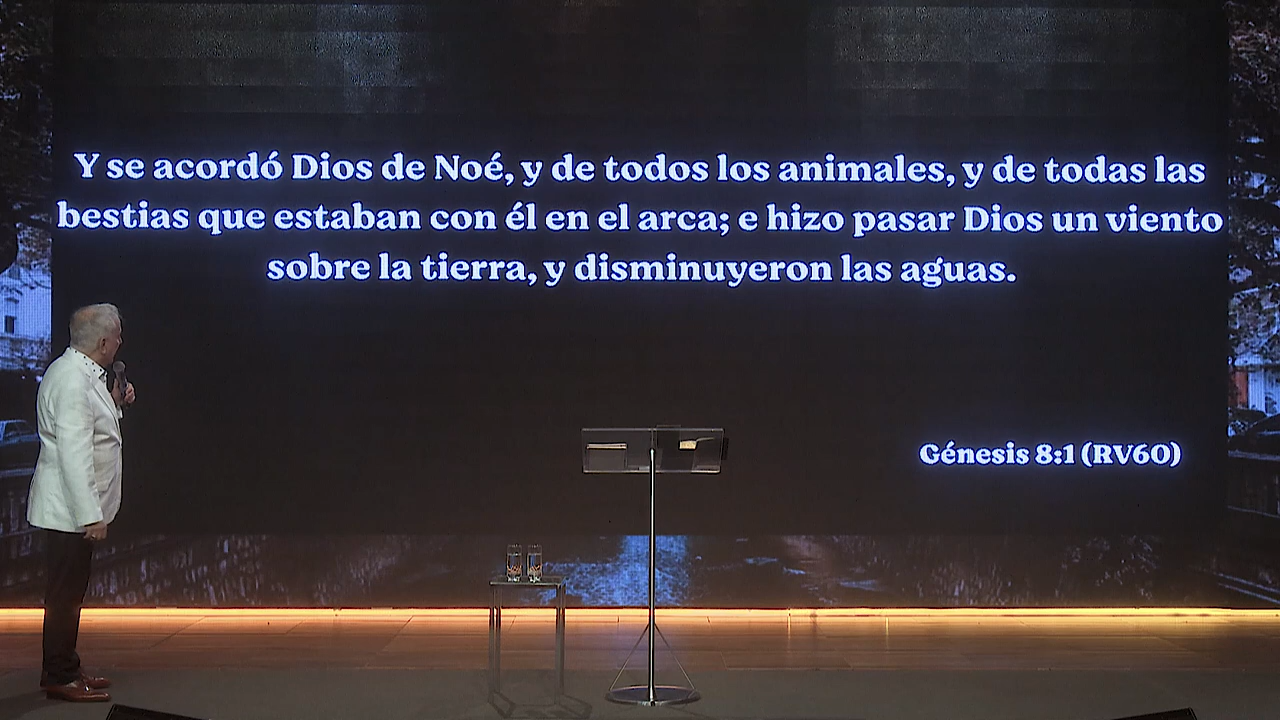 Y se acordó Dios de Noé, y de todos los animales, y de todas las
bestias que estaban con él en el arca; e hizo pasar Dios un viento
sobre la tierra, y disminuyeron las aguas.
Génesis 8:1 (RV60)